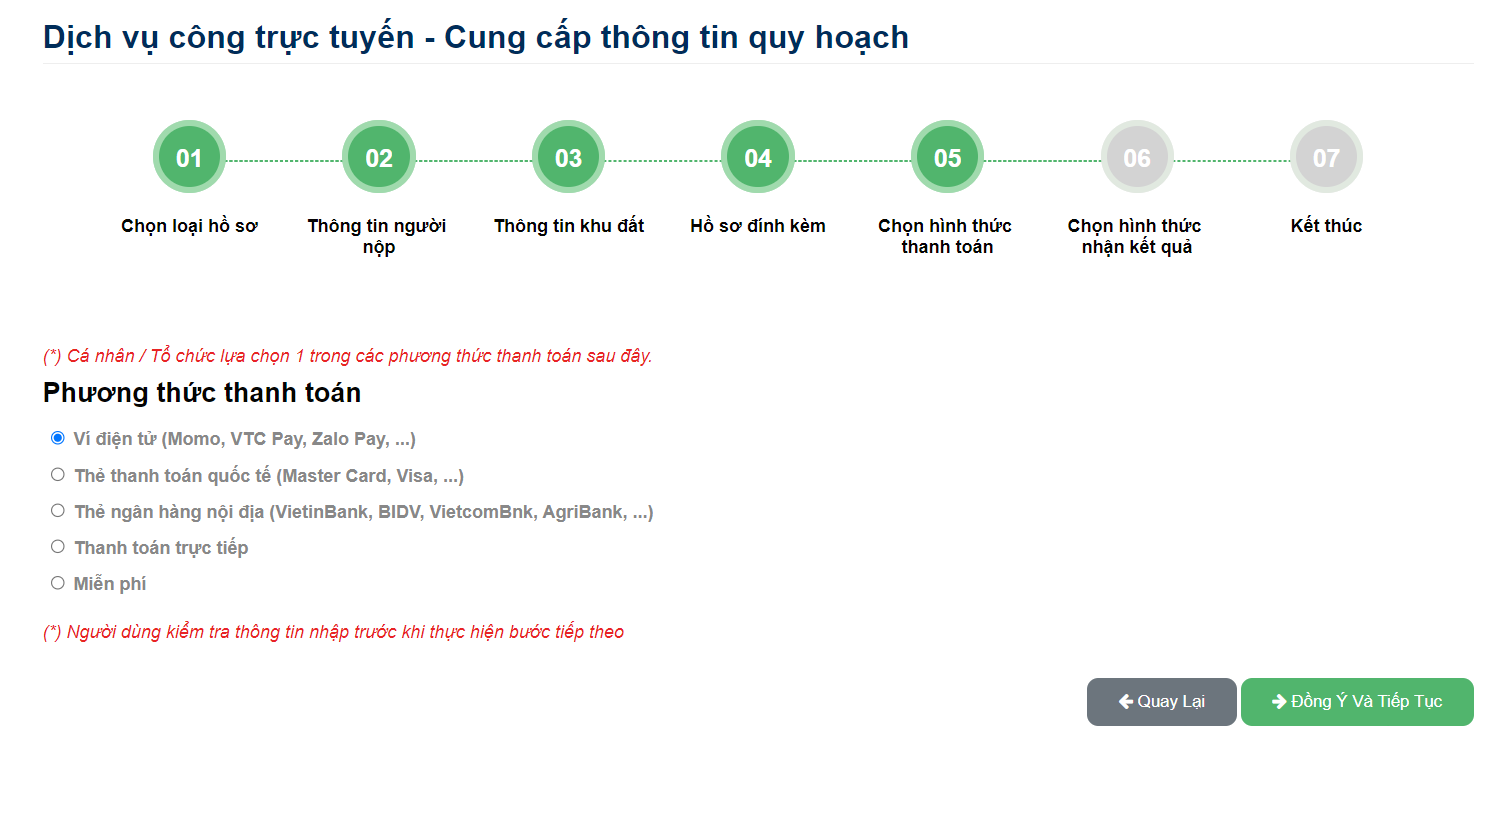 Dịch vụ công trực tuyến - Cung cấp thông tin quy hoạch
01 02 03 04 05 06 07
Chọn loại hồ sơ
Thông tin người
nộp
Thông tin khu đất
Hồ sơ đính kèm
Chọn hình thức
thanh toán
Chọn hình thức
nhận kết quả
Kết thúc
(*) Cá nhân / Tổ chức lựa chọn 1 trong các phương thức thanh toán sau đây.
Phương thức thanh toán
Ví điện tử (Momo, VTC Pay, Zalo Pay, ...)
Thẻ thanh toán quốc tế (Master Card, Visa, ...)
Thẻ ngân hàng nội địa (VietinBank, BIDV, VietcomBnk, AgriBank, ...)
Thanh toán trực tiếp
Miễn phí
(*) Người dùng kiểm tra thông tin nhập trước khi thực hiện bước tiếp theo
Quay Lại
Đồng Ý Và Tiếp Tục